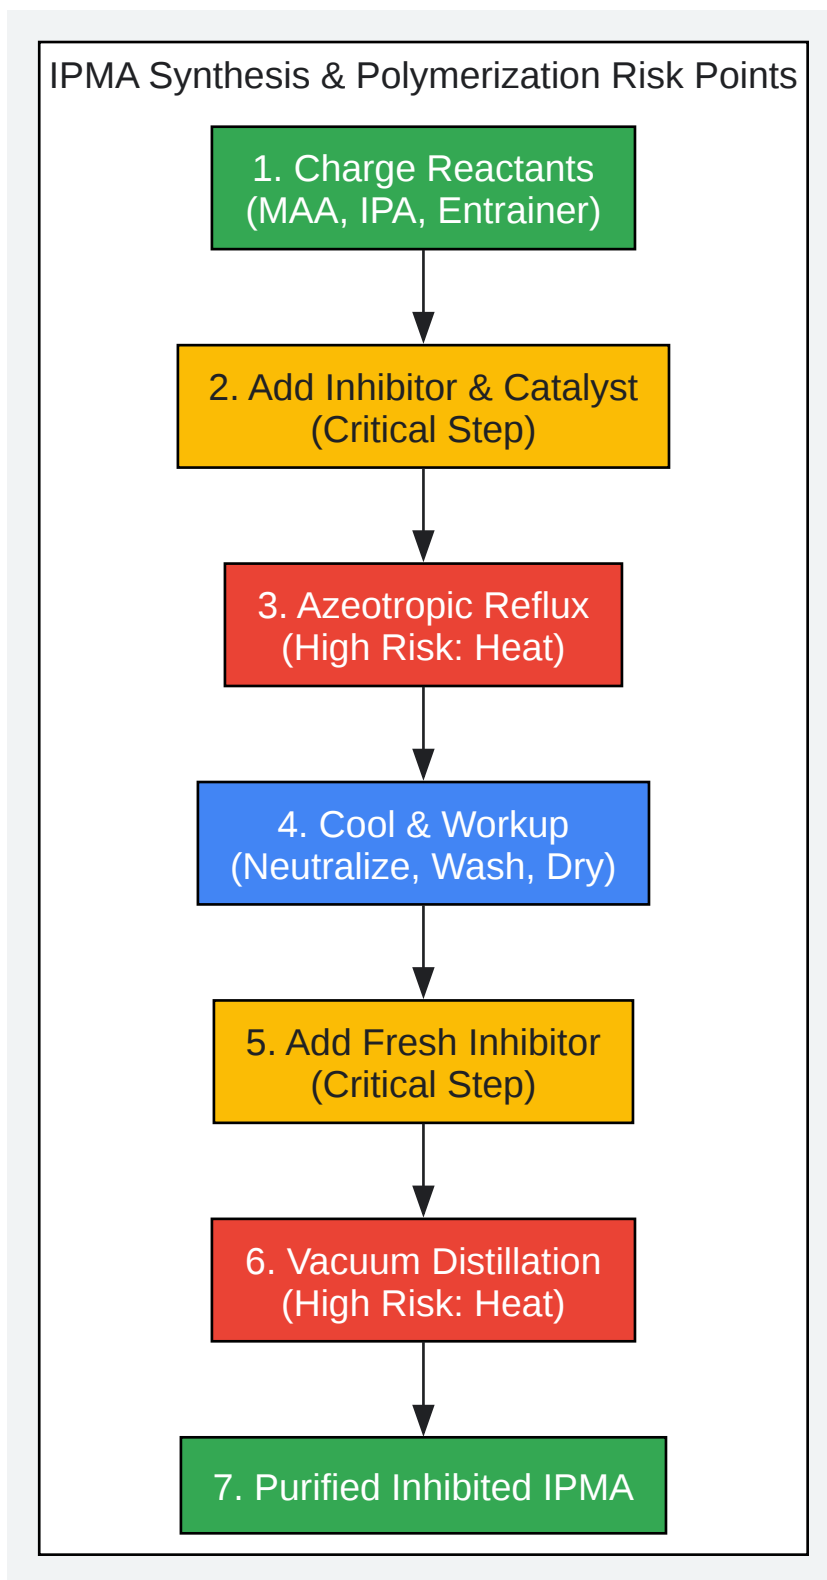 IPMA Synthesis & Polymerization Risk Points
1. Charge Reactants
(MAA, IPA, Entrainer)
2. Add Inhibitor & Catalyst
(Critical Step)
3. Azeotropic Reflux
(High Risk: Heat)
4. Cool & Workup
(Neutralize, Wash, Dry)
5. Add Fresh Inhibitor
(Critical Step)
6. Vacuum Distillation
(High Risk: Heat)
7. Purified Inhibited IPMA